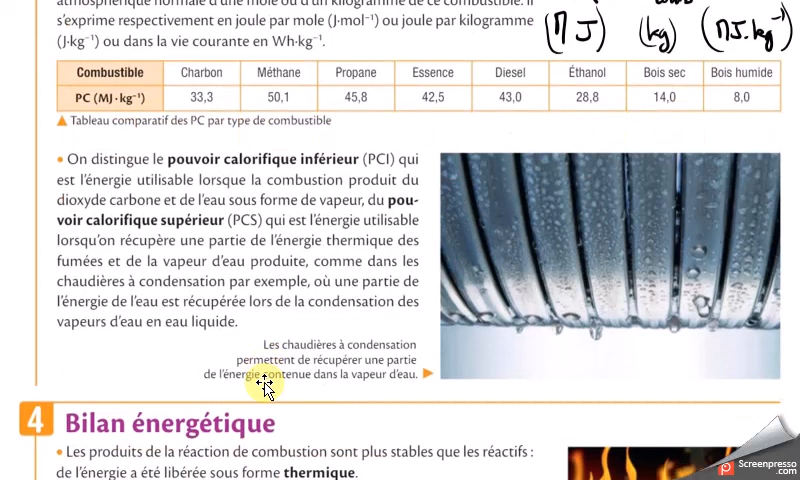 atmosphérique normale d'une mole ou d'un kilogramme de ce combustible. Il
s'exprime respectivement en joule par mole (J·mol⁻¹) ou joule par kilogramme
(J·kg⁻¹) ou dans la vie courante en Wh·kg⁻¹.
(MJ) (kg) (MJ.kg⁻¹)
Combustible Charbon Méthane Propane Essence Diesel Éthanol Bois sec Bois humide
PC (MJ·kg⁻¹) 33,3 50,1 45,8 42,5 43,0 28,8 14,0 8,0
▲ Tableau comparatif des PC par type de combustible
• On distingue le pouvoir calorifique inférieur (PCI) qui
est l'énergie utilisable lorsque la combustion produit du
dioxyde carbone et de l'eau sous forme de vapeur, du pou-
voir calorifique supérieur (PCS) qui est l'énergie utilisable
lorsqu'on récupère une partie de l'énergie thermique des
fumées et de la vapeur d'eau produite, comme dans les
chaudières à condensation par exemple, où une partie de
l'énergie de l'eau est récupérée lors de la condensation des
vapeurs d'eau en eau liquide.
Les chaudières à condensation
permettent de récupérer une partie
de l'énergie contenue dans la vapeur d'eau. ▶
4 Bilan énergétique
• Les produits de la réaction de combustion sont plus stables que les réactifs :
de l'énergie a été libérée sous forme thermique.
Screenpresso
.com